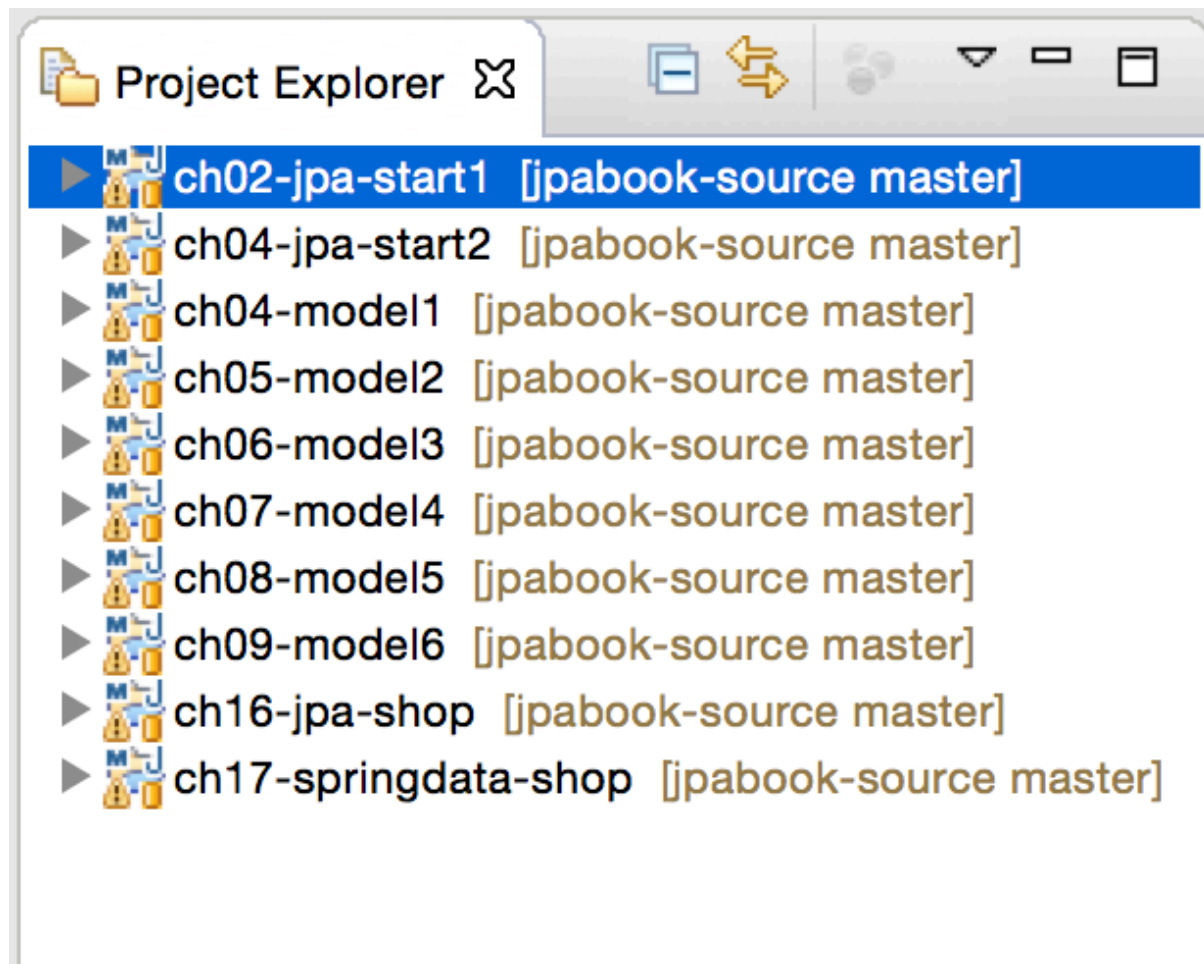 Project Explorer
ch02-jpa-start1 [jpabook-source master]
ch04-jpa-start2 [jpabook-source master]
ch04-model1 [jpabook-source master]
ch05-model2 [jpabook-source master]
ch06-model3 [jpabook-source master]
ch07-model4 [jpabook-source master]
ch08-model5 [jpabook-source master]
ch09-model6 [jpabook-source master]
ch16-jpa-shop [jpabook-source master]
ch17-springdata-shop [jpabook-source master]